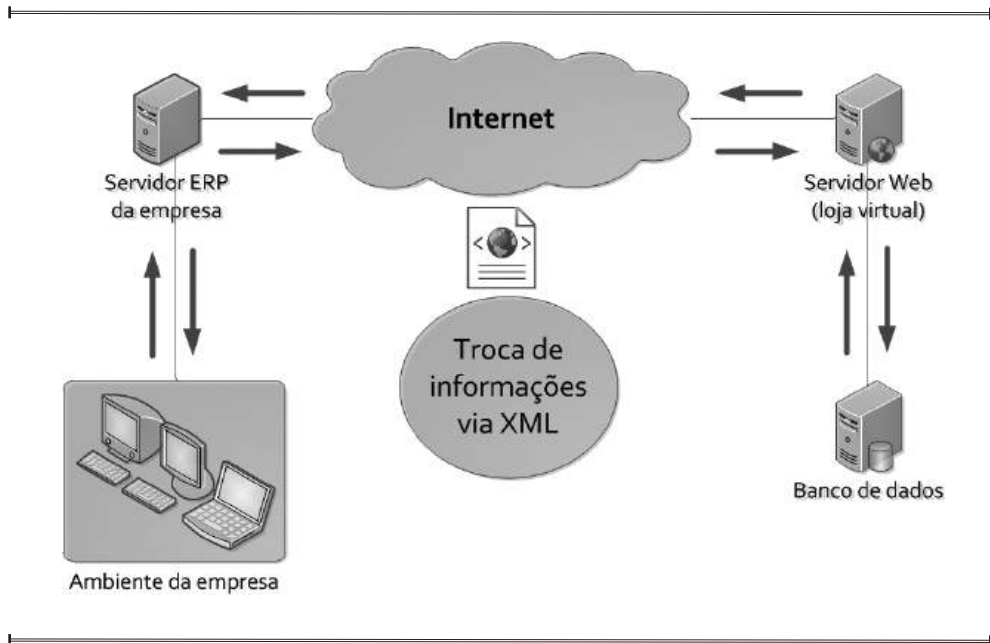 Internet
Servidor ERP
da empresa
Servidor Web
(loja virtual)
< >
Troca de
informações
via XML
Banco de dados
Ambiente da empresa